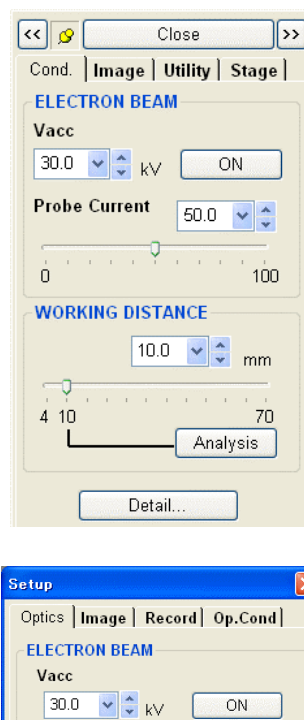 << Close >>
Cond. Image Utility Stage
ELECTRON BEAM
Vacc
30.0 kV ON
Probe Current 50.0
0 100
WORKING DISTANCE
10.0 mm
4 10 70
Analysis
Detail...
Setup
Optics Image Record Op.Cond
ELECTRON BEAM
Vacc
30.0 kV ON